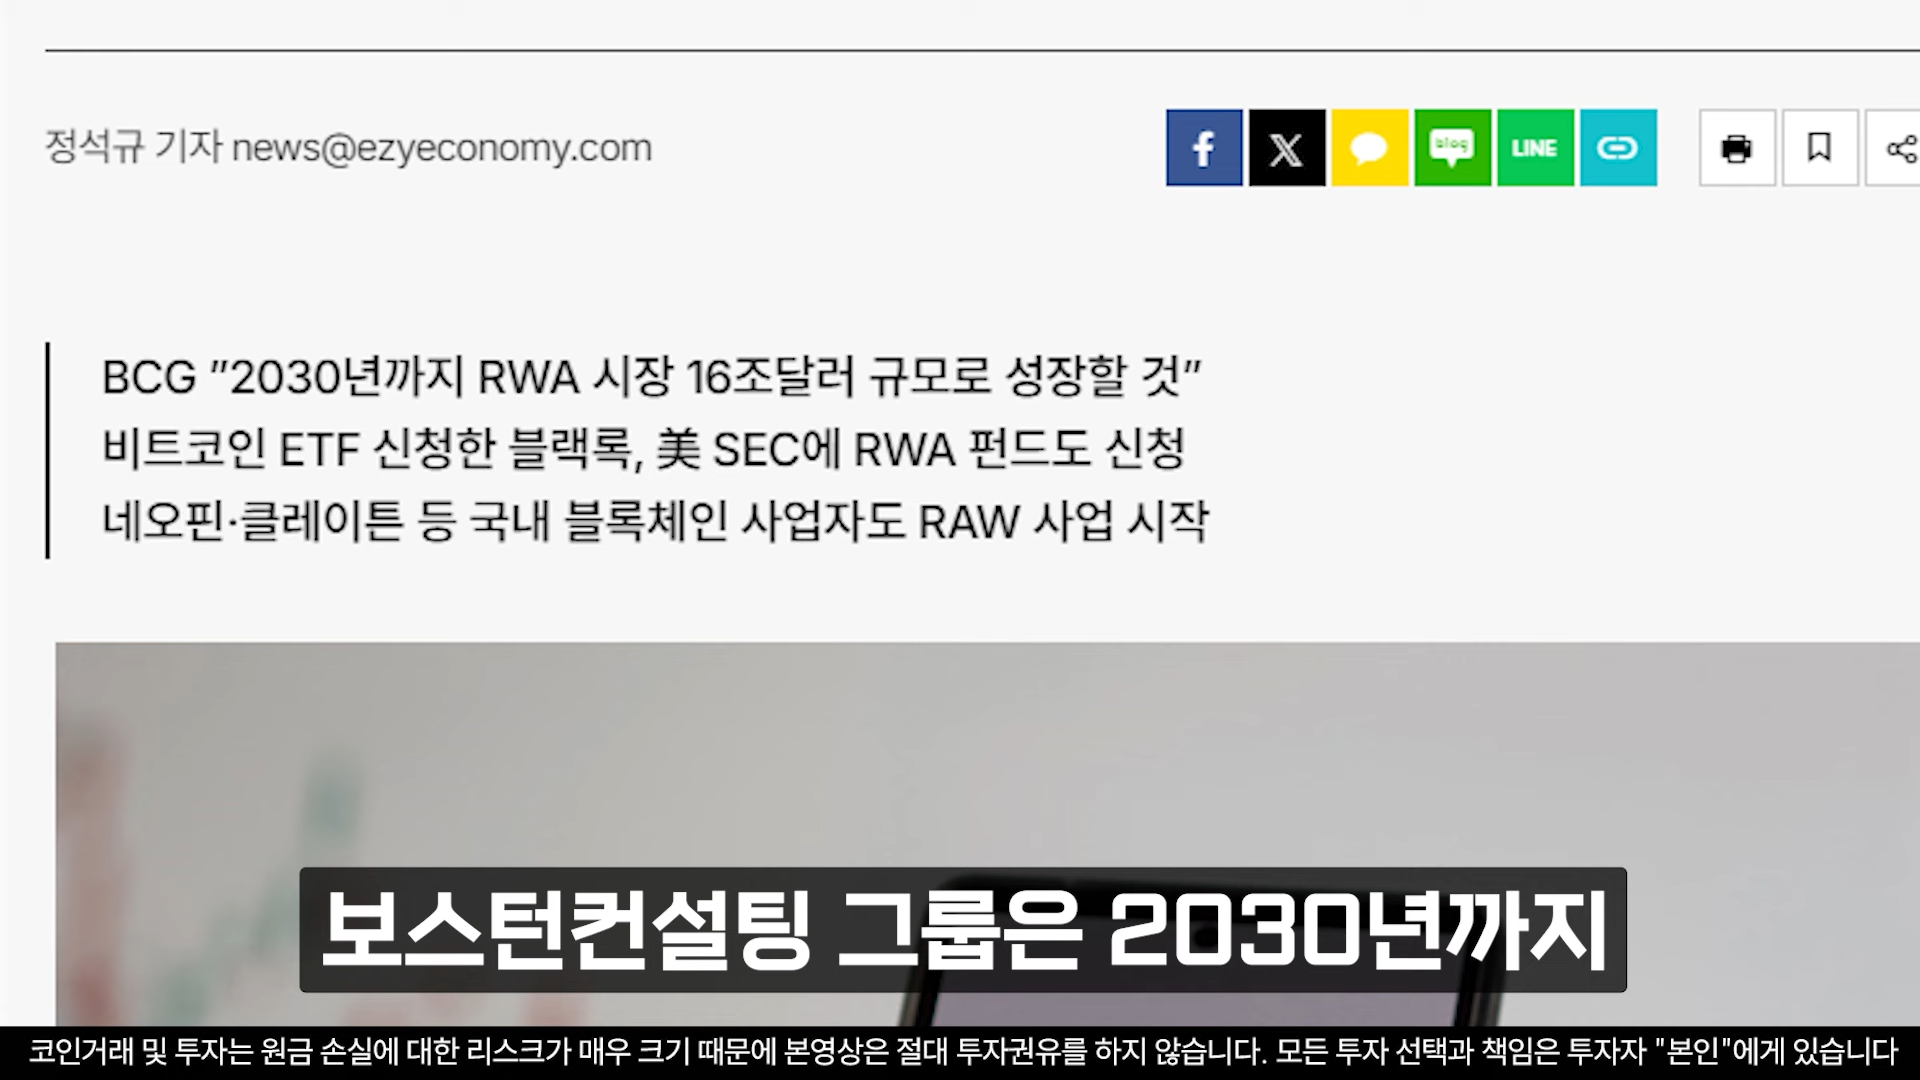 정석규 기자 news@ezyeconomy.com
f X blog LINE
BCG "2030년까지 RWA 시장 16조달러 규모로 성장할 것"
비트코인 ETF 신청한 블랙록, 美 SEC에 RWA 펀드도 신청
네오핀·클레이튼 등 국내 블록체인 사업자도 RAW 사업 시작
보스턴컨설팅 그룹은 2030년까지
코인거래 및 투자는 원금 손실에 대한 리스크가 매우 크기 때문에 본영상은 절대 투자권유를 하지 않습니다. 모든 투자 선택과 책임은 투자자 "본인"에게 있습니다